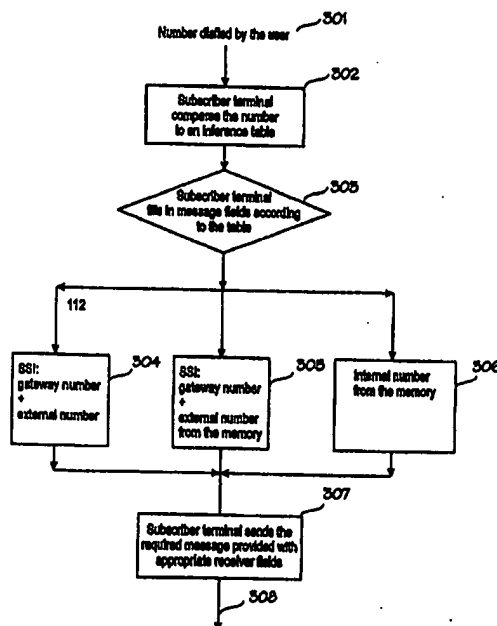 301
Number dialled by the user
302
Subscriber terminal
compares the number
to an inference table
303
Subscriber terminal
fills in message fields according
to the table
112
304
SSI:
gateway number
+
external number
305
SSI:
gateway number
+
external number
from the memory
306
Internal number
from the memory
307
Subscriber terminal sends the
required message provided with
appropriate receiver fields
308